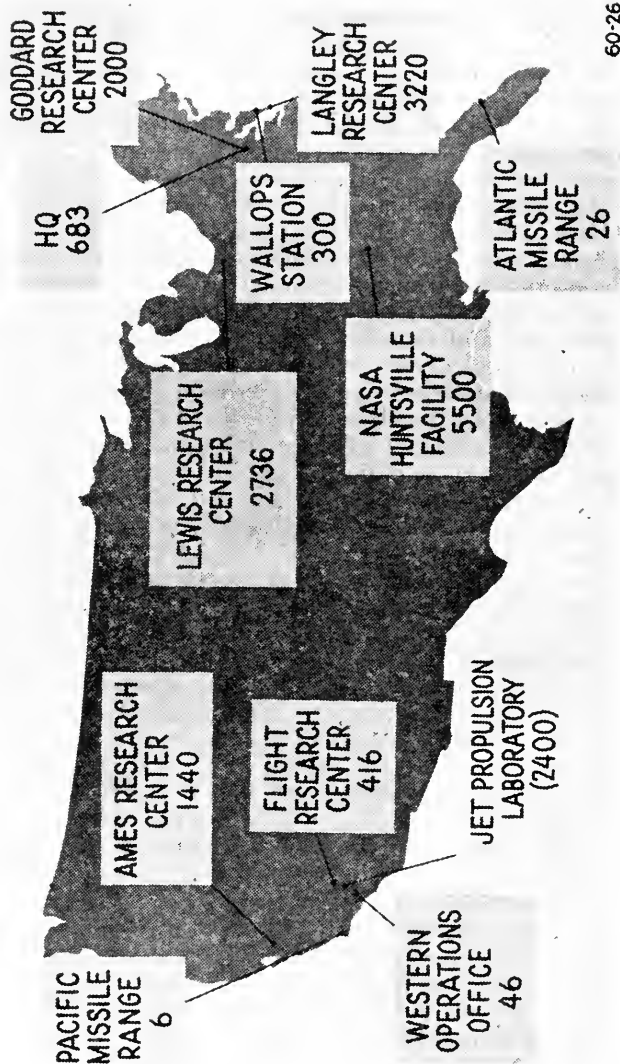 PACIFIC
MISSILE
RANGE
6
AMES RESEARCH
CENTER
1440
LEWIS RESEARCH
CENTER
2736
HQ
683
GODDARD
RESEARCH
CENTER
2000
WALLOPS
STATION
300
LANGLEY
RESEARCH
CENTER
3220
FLIGHT
RESEARCH
CENTER
416
NASA
HUNTSVILLE
FACILITY
5500
WESTERN
OPERATIONS
OFFICE
46
JET PROPULSION
LABORATORY
(2400)
ATLANTIC
MISSILE
RANGE
26
60-26